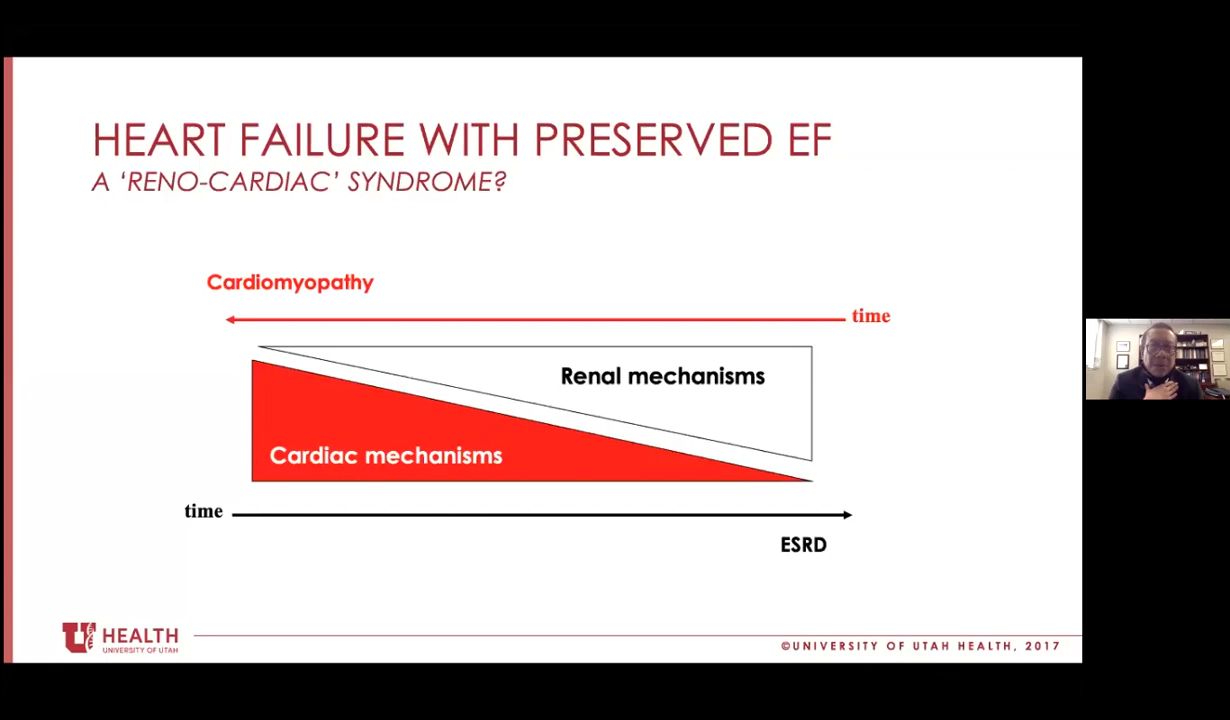 HEART FAILURE WITH PRESERVED EF
A ‘RENO-CARDIAC’ SYNDROME?
Cardiomyopathy
time
Renal mechanisms
Cardiac mechanisms
time
ESRD
U HEALTH
UNIVERSITY OF UTAH
©UNIVERSITY OF UTAH HEALTH, 2017